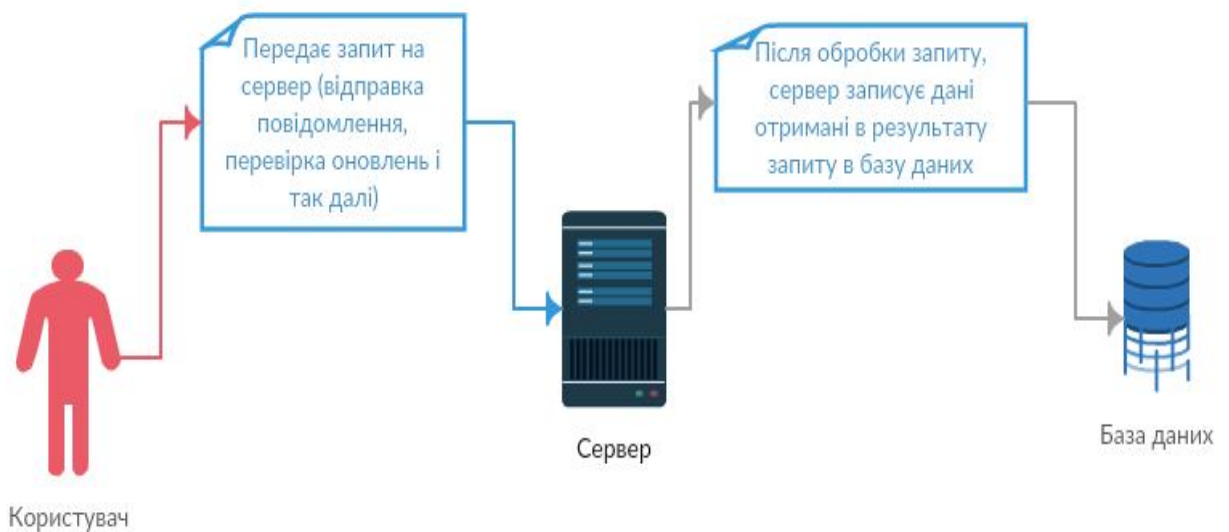 Передає запит на
сервер (відправка
повідомлення,
перевірка оновлень і
так далі)
Після обробки запиту,
сервер записує дані
отримані в результату
запиту в базу даних
Сервер
База даних
Користувач